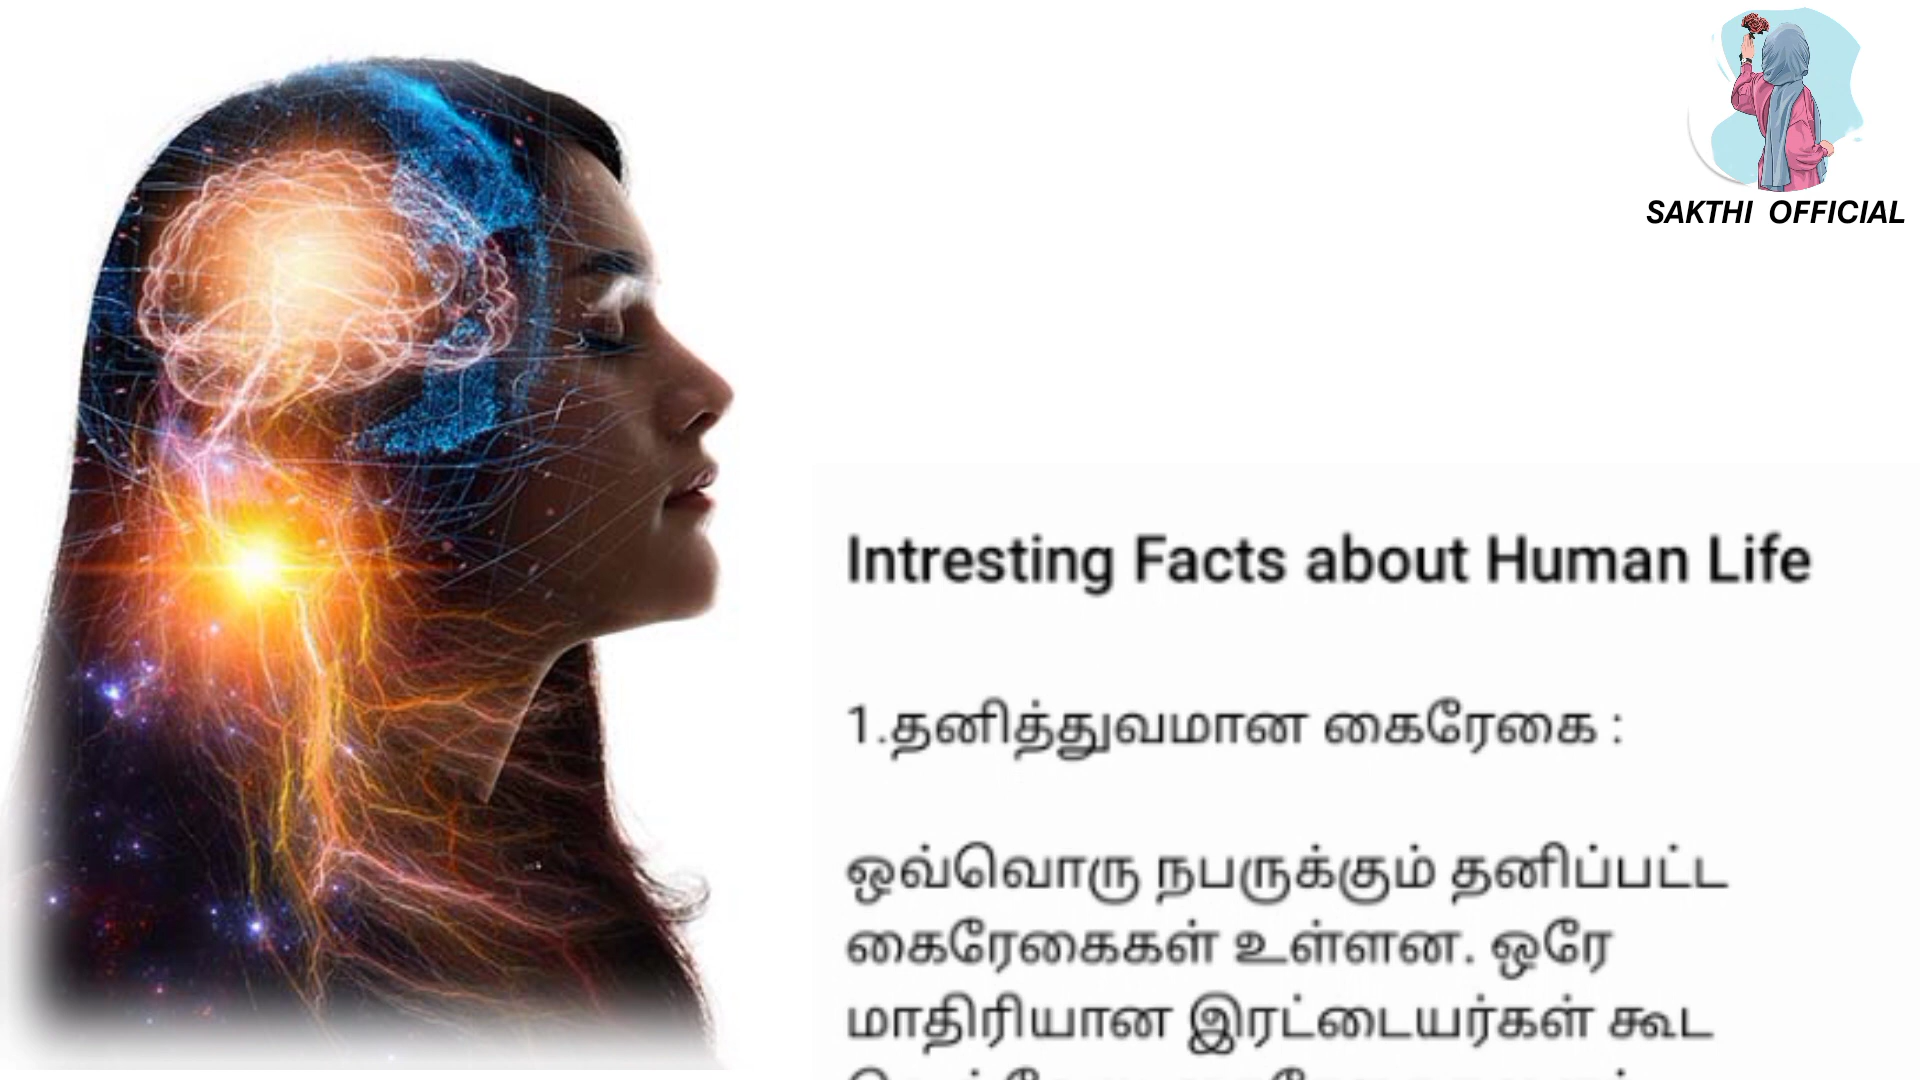 SAKTHI OFFICIAL
Intresting Facts about Human Life
1.தனித்துவமான கைரேகை :
ஒவ்வொரு நபருக்கும் தனிப்பட்ட
கைரேகைகள் உள்ளன. ஒரே
மாதிரியான இரட்டையர்கள் கூட